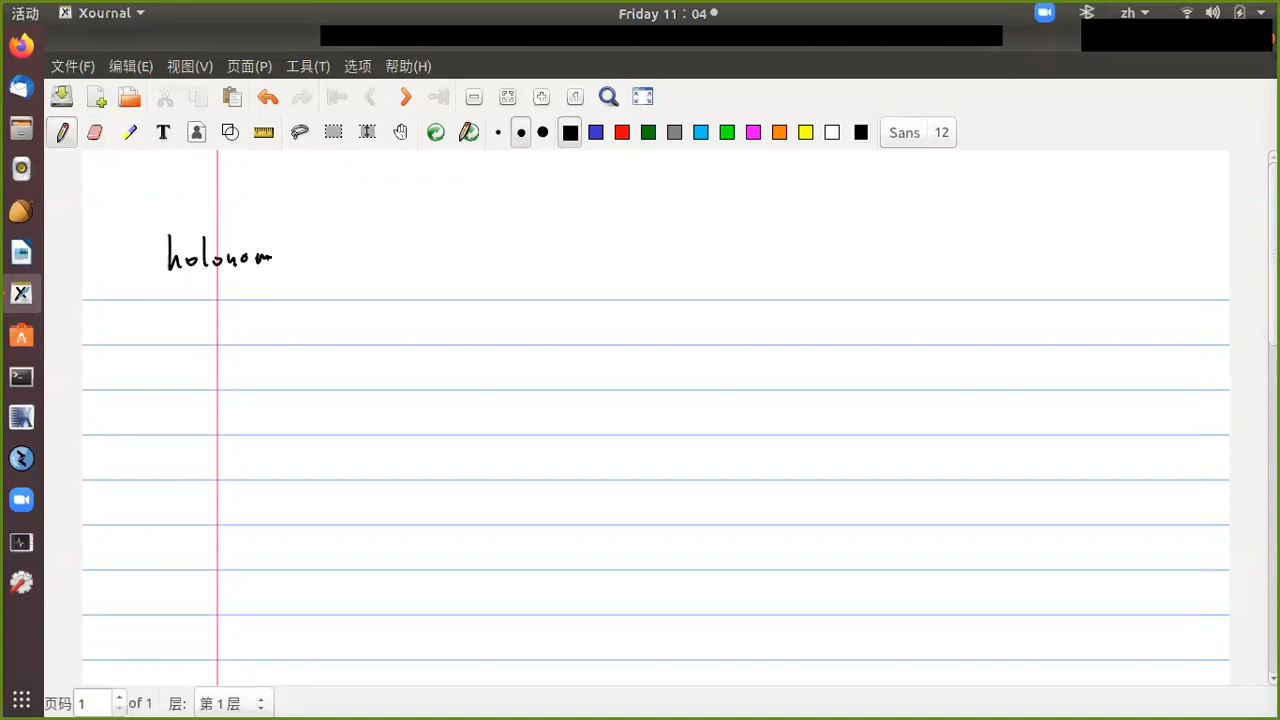 活动 Xournal Friday 11：04 zh
文件(F) 编辑(E) 视图(V) 页面(P) 工具(T) 选项 帮助(H)
Sans 12
holonom
页码 1 of 1 层: 第 1 层